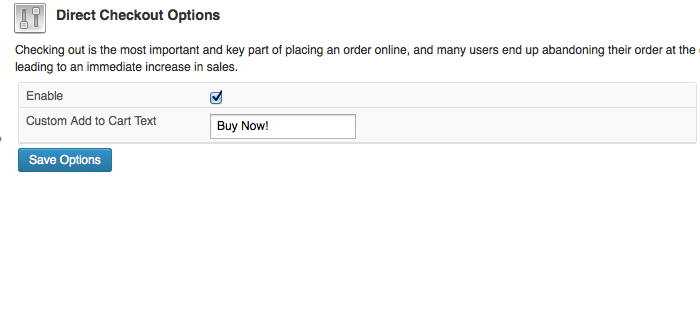 Direct Checkout Options
Checking out is the most important and key part of placing an order online, and many users end up abandoning their order at the
leading to an immediate increase in sales.
Enable
Custom Add to Cart Text
Buy Now!
Save Options